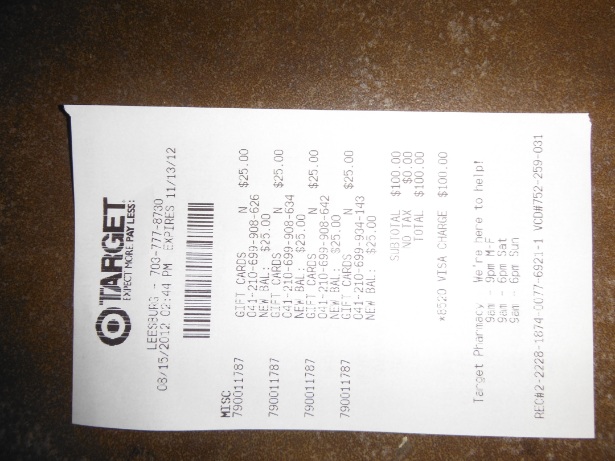 TARGET
EXPECT MORE. PAY LESS.
LEESBURG - 703-777-8730
08/15/2012 02:44 PM EXPIRES 11/13/12
MISC
790011787 GIFT CARDS N $25.00
041-210-699-908-626
NEW BAL: $25.00
790011787 GIFT CARDS N $25.00
041-210-699-908-634
NEW BAL: $25.00
790011787 GIFT CARDS N $25.00
041-210-699-908-642
NEW BAL: $25.00
790011787 GIFT CARDS N $25.00
041-210-699-934-143
NEW BAL: $25.00
SUBTOTAL $100.00
NO TAX $0.00
TOTAL $100.00
*8520 VISA CHARGE $100.00
Target Pharmacy We're here to help!
9am - 9pm M-F
9am - 6pm Sat
9am - 6pm Sun
REC#2-2228-1874-0077-6921-1 VCD#752-259-031